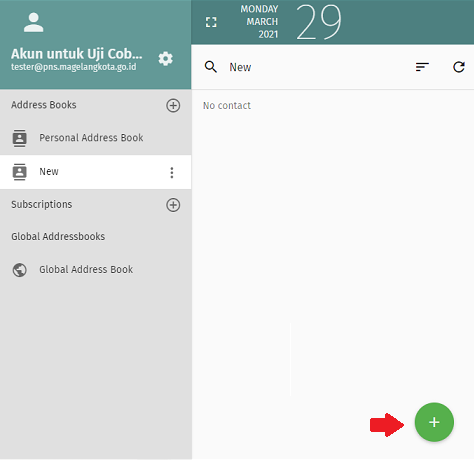 Akun untuk Uji Cob...
tester@pns.magelangkota.go.id
MONDAY
MARCH
2021
29
New
Address Books
No contact
Personal Address Book
New
Subscriptions
Global Addressbooks
Global Address Book